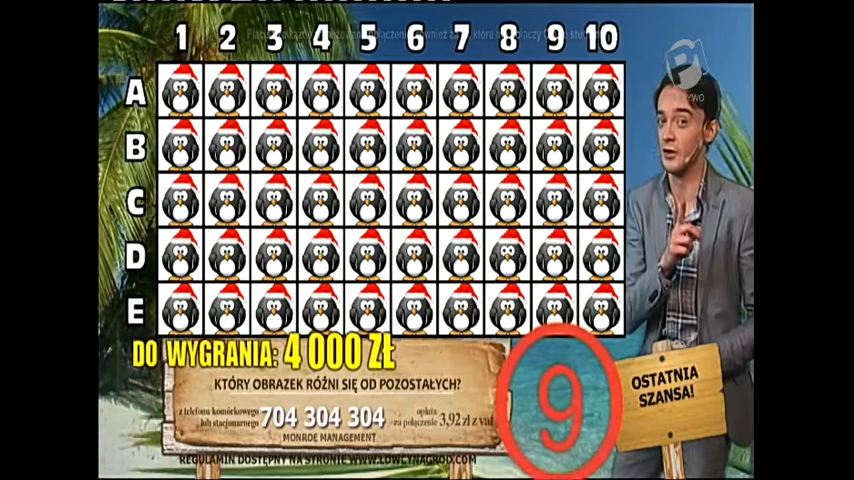 1 2 3 4 5 6 7 8 9 10
A
B
C
D
E
DO WYGRANIA: 4 000 ZŁ
KTÓRY OBRAZEK RÓŻNI SIĘ OD POZOSTAŁYCH?
z telefonu komórkowego lub stacjonarnego 704 304 304 opłata za połączenie 3,92 zł z vat
MONROE MANAGEMENT
REGULAMIN DOSTĘPNY NA STRONIE WWW.LOWCYNAGROD.COM
9
OSTATNIA
SZANSA!